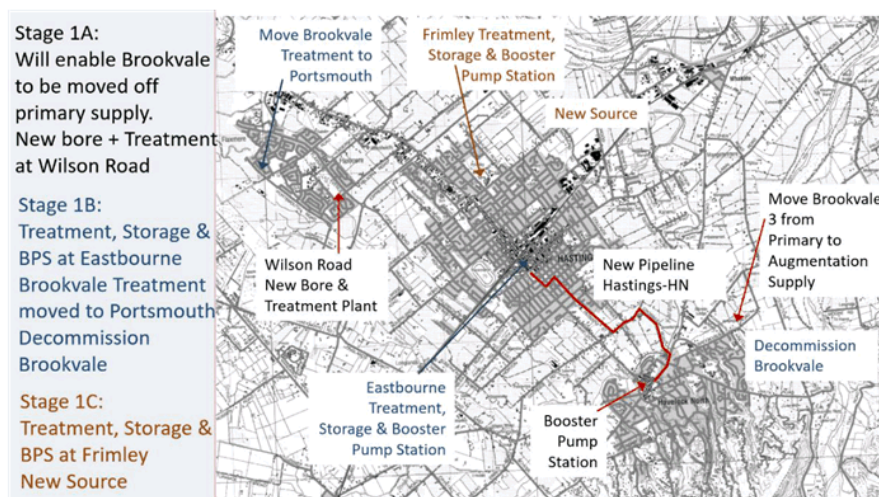 Stage 1A:
Will enable Brookvale
to be moved off
primary supply.
New bore + Treatment
at Wilson Road
Stage 1B:
Treatment, Storage &
BPS at Eastbourne
Brookvale Treatment
moved to Portsmouth
Decommission
Brookvale
Stage 1C:
Treatment, Storage &
BPS at Frimley
New Source
Move Brookvale
Treatment to
Portsmouth
Frimley Treatment,
Storage & Booster
Pump Station
New Source
Wilson Road
New Bore &
Treatment Plant
HASTING
New Pipeline
Hastings-HN
Move Brookvale
3 from
Primary to
Augmentation
Supply
Eastbourne
Treatment,
Storage & Booster
Pump Station
Booster
Pump
Station
Decommission
Brookvale
Havelock North